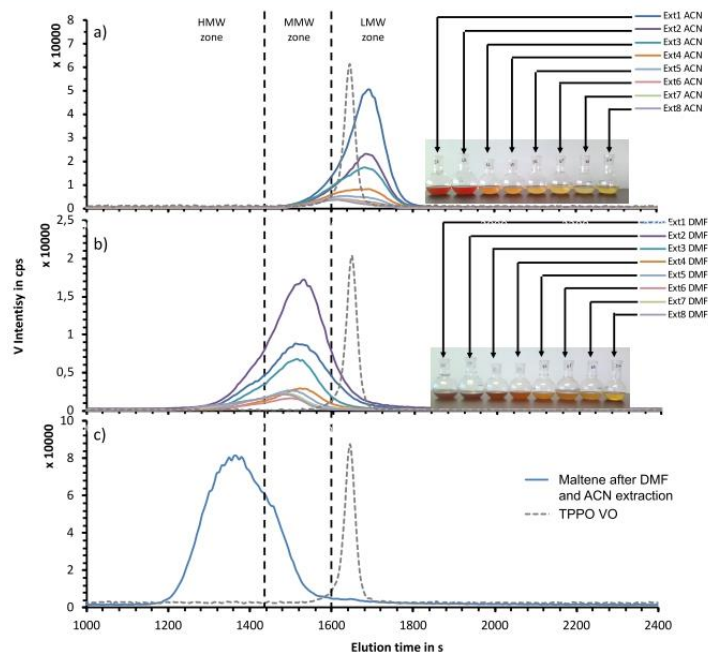 x 10000
V Intentisy in cps
x 10000
x 10000
a)
HMW
zone
MMW
zone
LMW
zone
8
7
6
5
4
3
2
1
0
Ext1 ACN
Ext2 ACN
Ext3 ACN
Ext4 ACN
Ext5 ACN
Ext6 ACN
Ext7 ACN
Ext8 ACN
b)
2,5
2
1,5
1
0,5
0
Ext1 DMF
Ext2 DMF
Ext3 DMF
Ext4 DMF
Ext5 DMF
Ext6 DMF
Ext7 DMF
Ext8 DMF
c)
10
8
6
4
2
0
Maltene after DMF
and ACN extraction
TPPO VO
1000 1200 1400 1600 1800 2000 2200 2400
Elution time in s